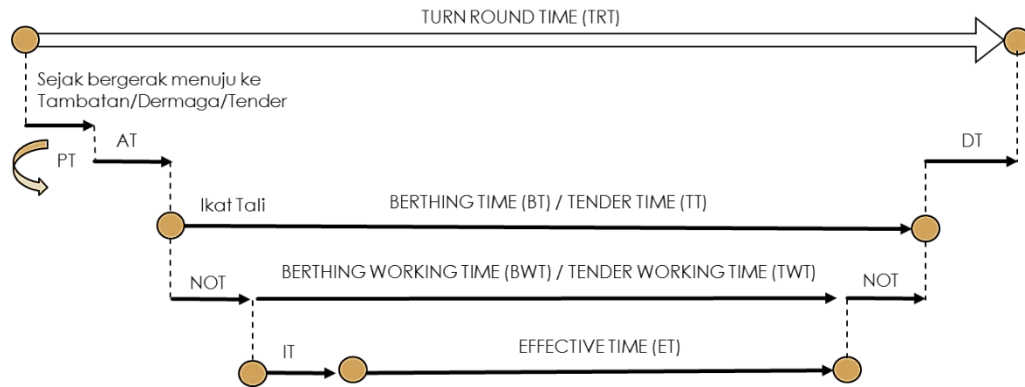 TURN ROUND TIME (TRT)
Sejak bergerak menuju ke
Tambatan/Dermaga/Tender
PT
AT
DT
Ikat Tali
BERTHING TIME (BT) / TENDER TIME (TT)
NOT
BERTHING WORKING TIME (BWT) / TENDER WORKING TIME (TWT)
NOT
IT
EFFECTIVE TIME (ET)